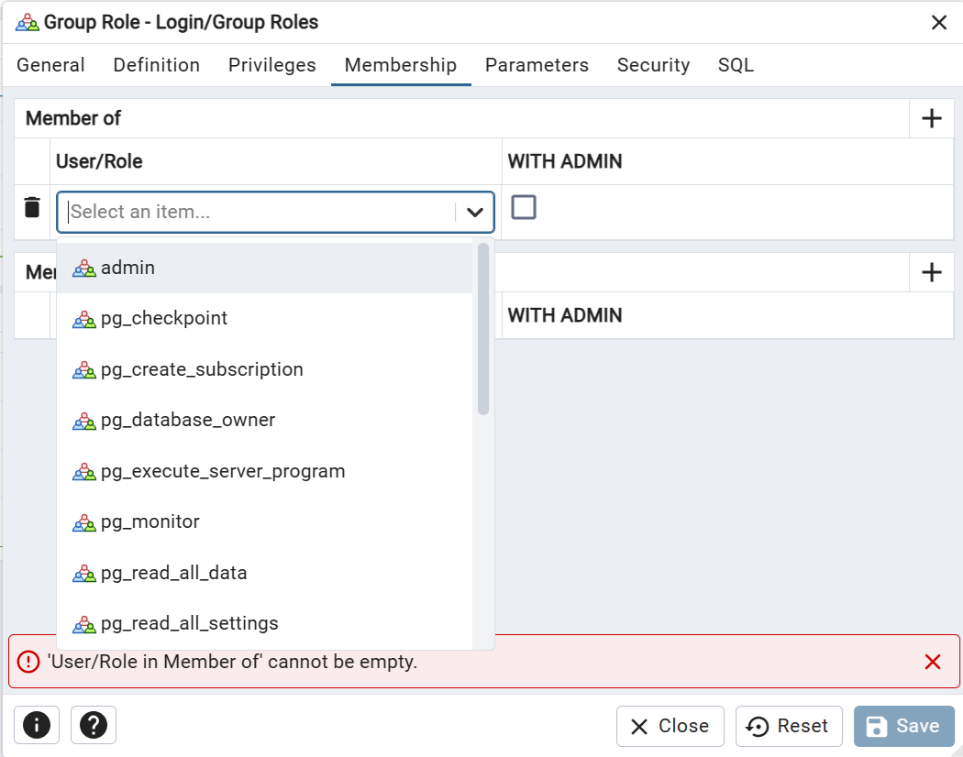 Group Role - Login/Group Roles
General Definition Privileges Membership Parameters Security SQL
Member of
User/Role WITH ADMIN
Select an item...
admin
pg_checkpoint
pg_create_subscription
pg_database_owner
pg_execute_server_program
pg_monitor
pg_read_all_data
pg_read_all_settings
WITH ADMIN
'User/Role in Member of' cannot be empty.
Close Reset Save